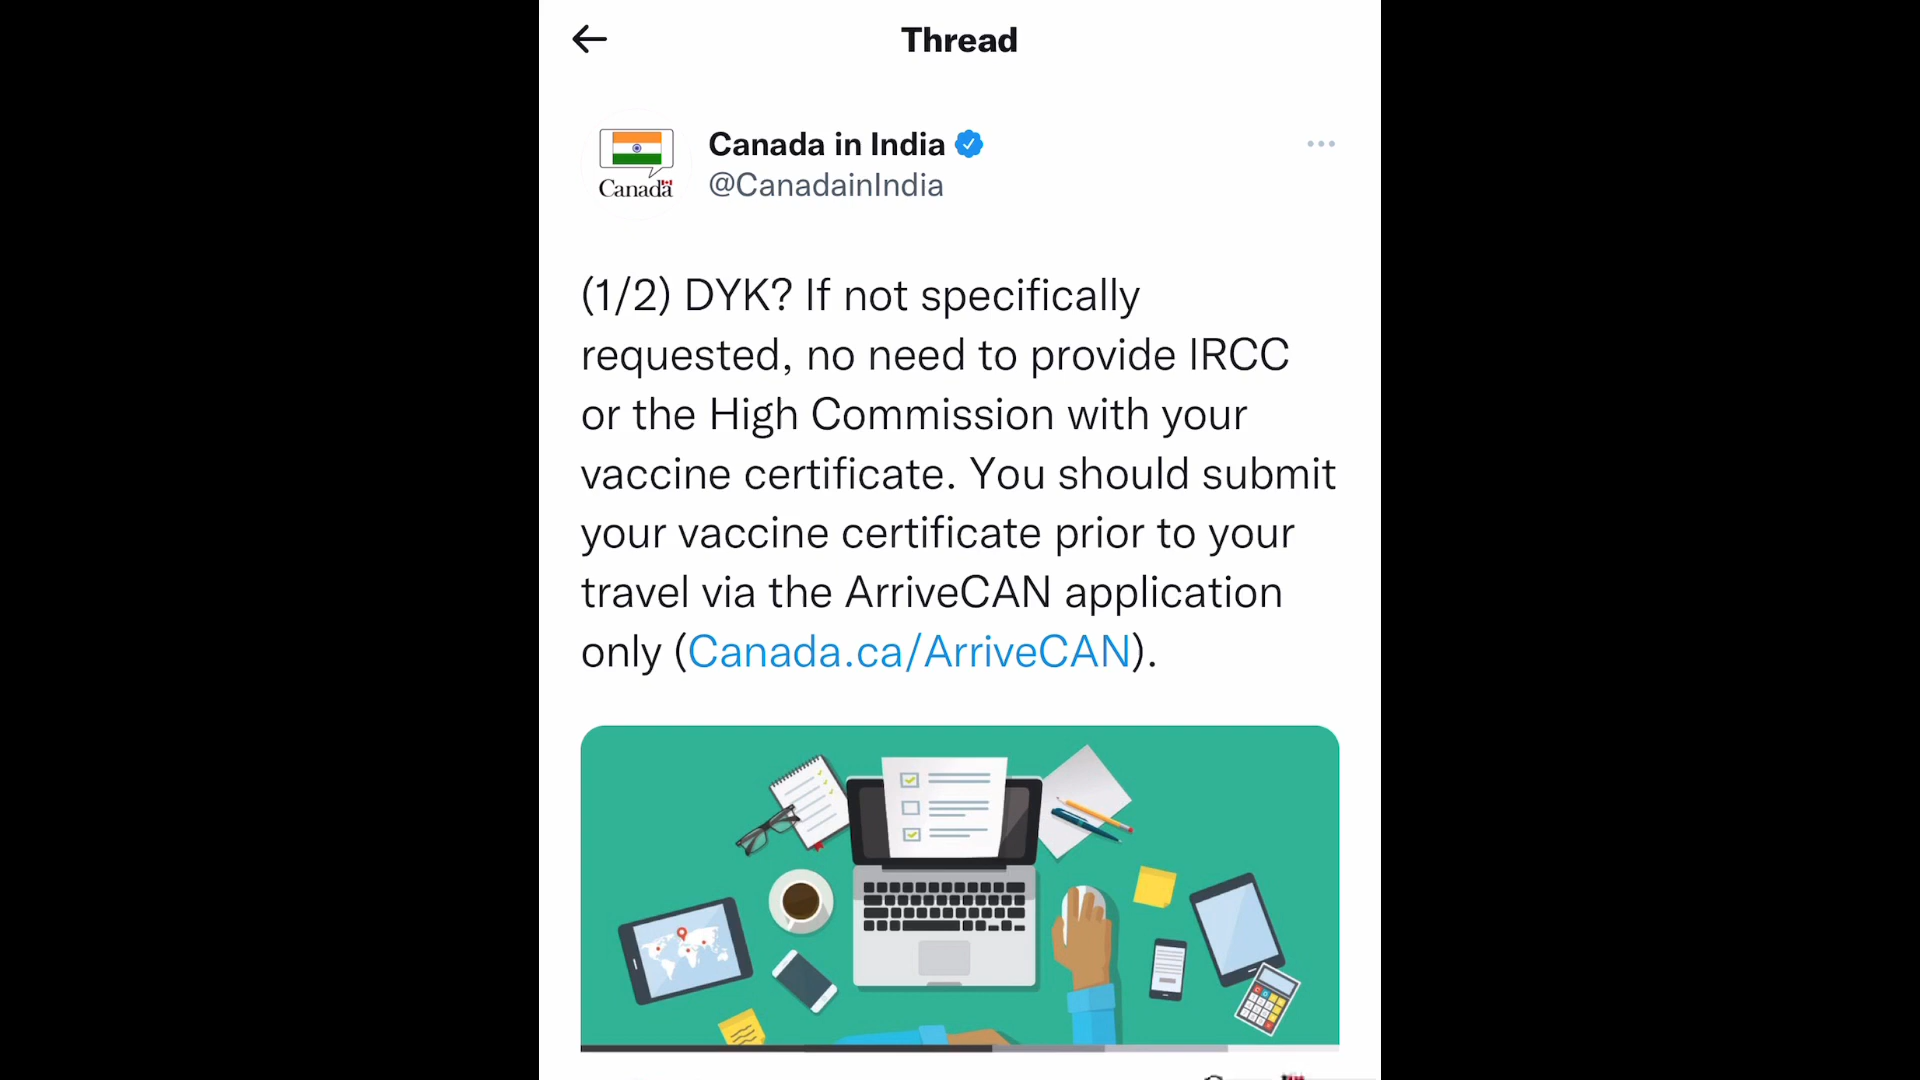 Thread
Canada in India
@CanadainIndia
Canada
(1/2) DYK? If not specifically
requested, no need to provide IRCC
or the High Commission with your
vaccine certificate. You should submit
your vaccine certificate prior to your
travel via the ArriveCAN application
only (Canada.ca/ArriveCAN).